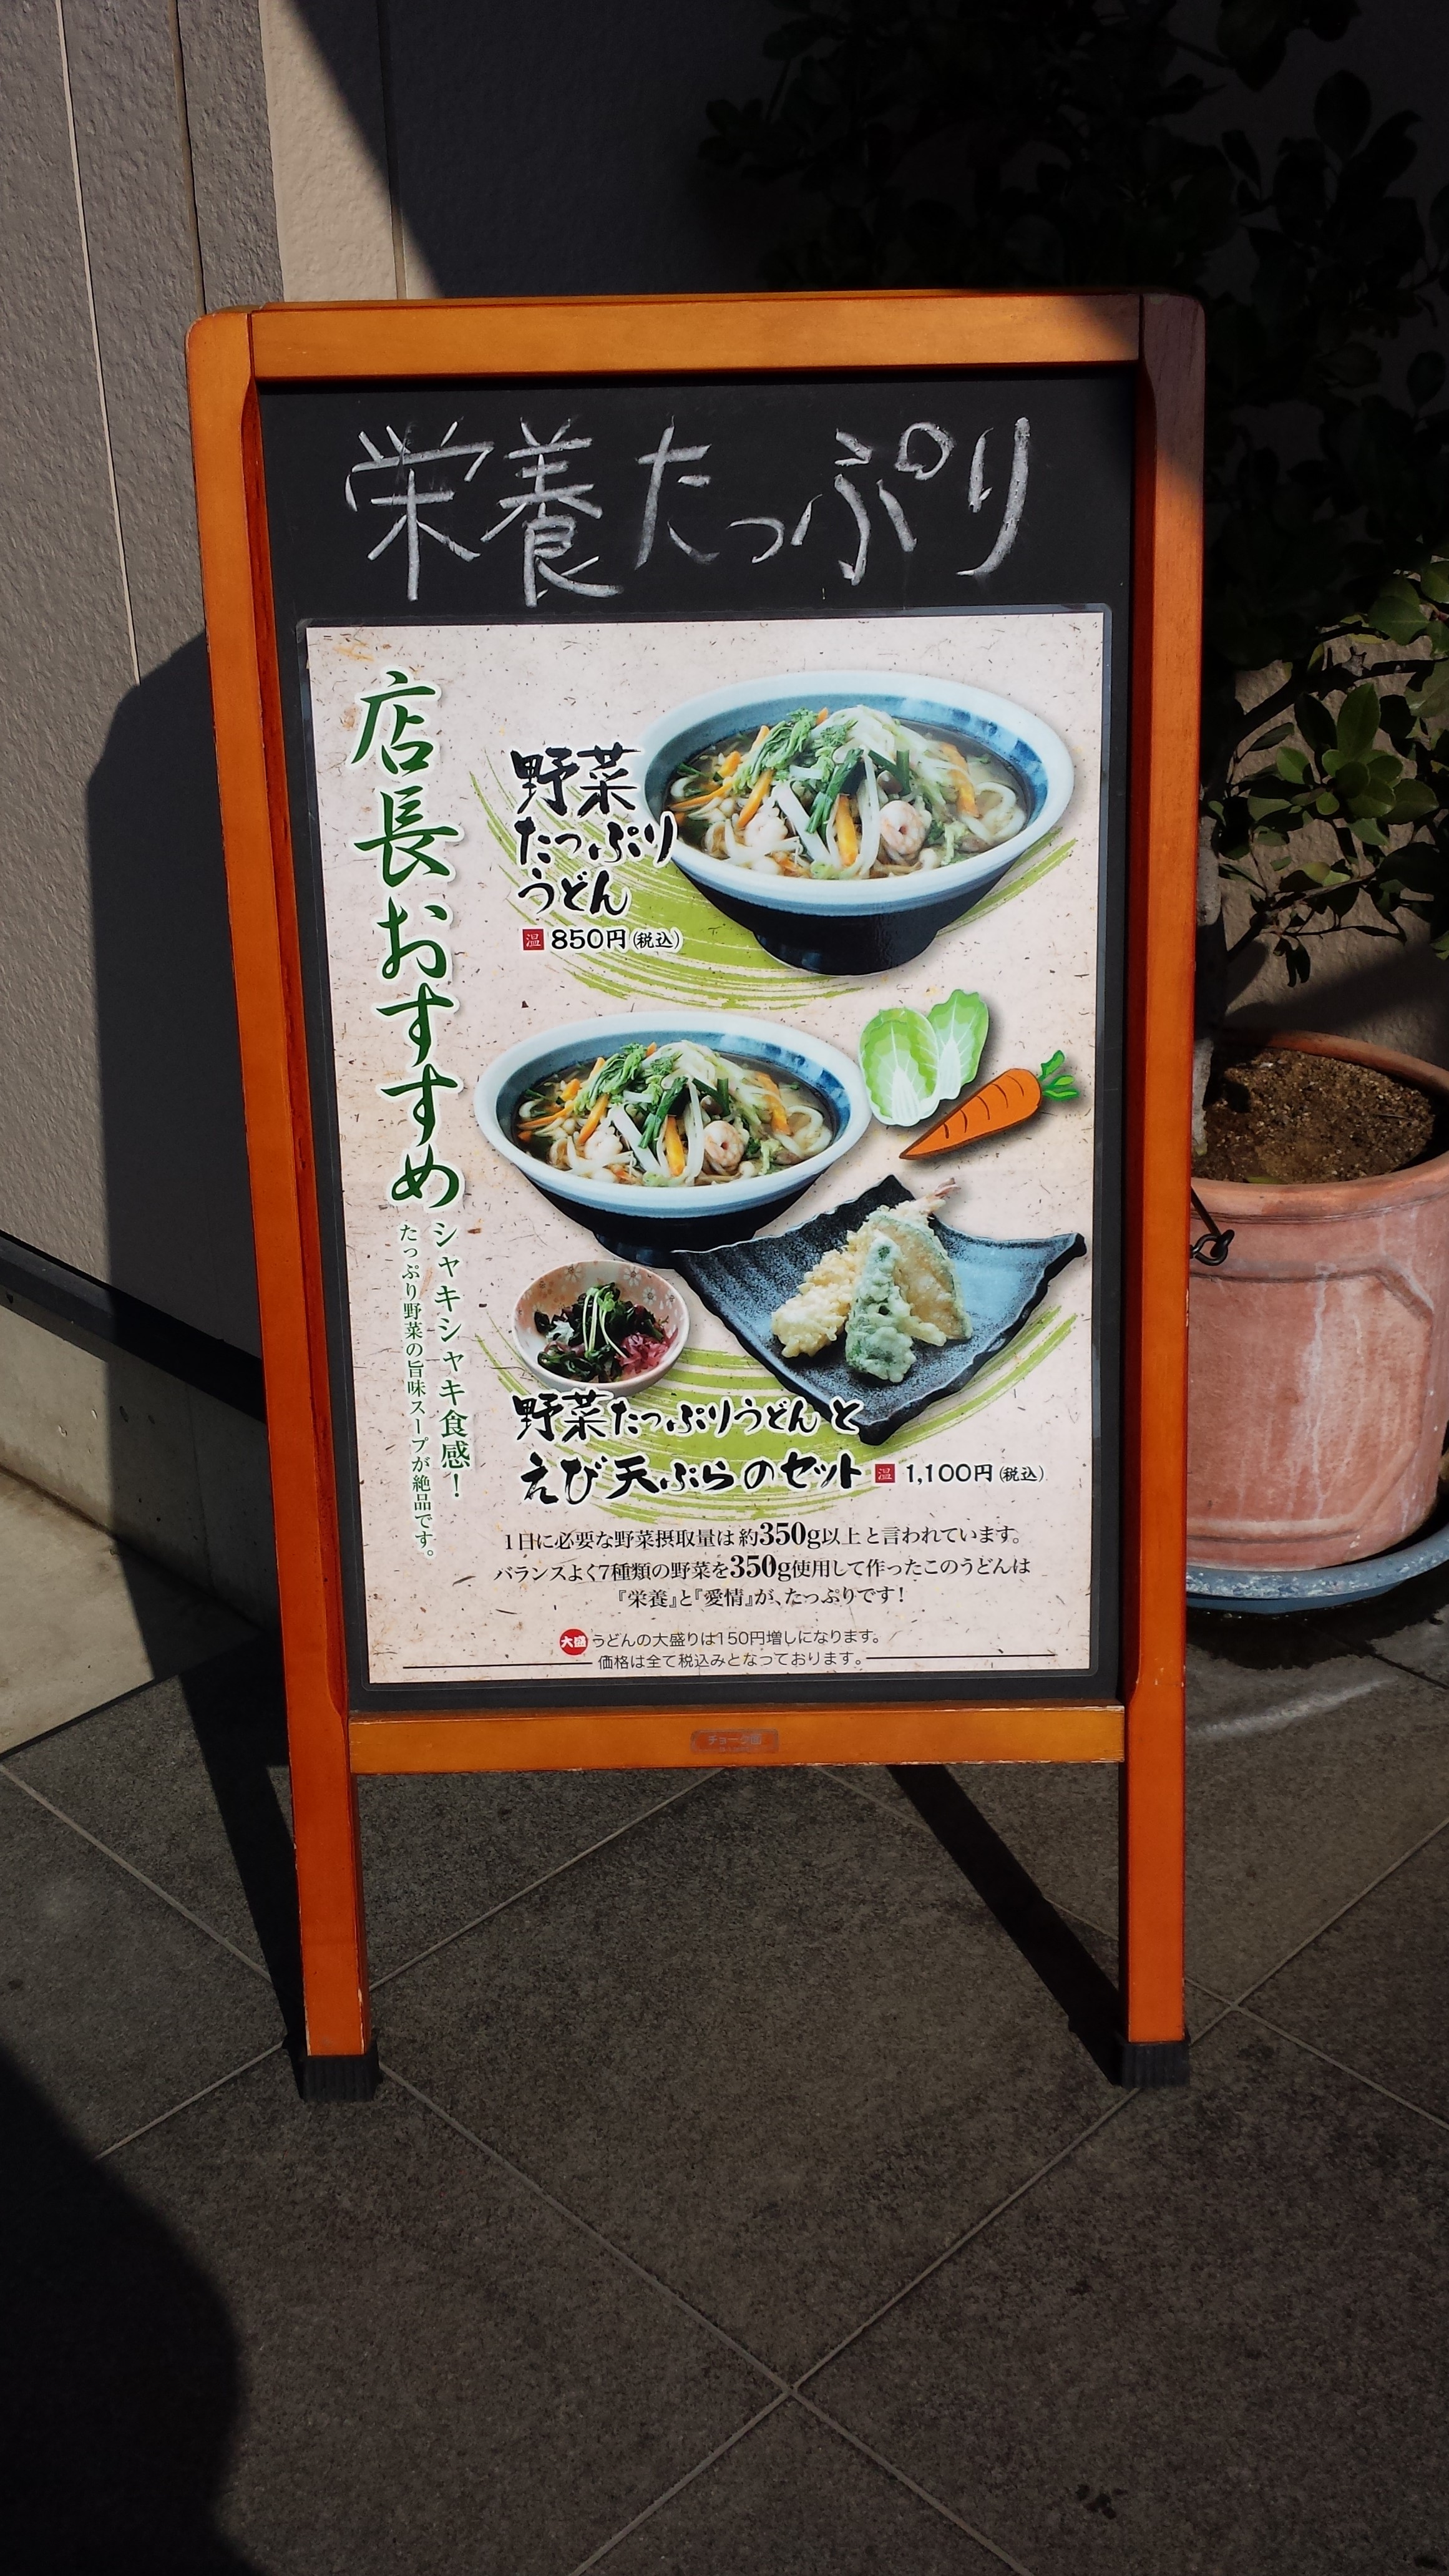 栄養たっぷり
店長おすすめ
シャキシャキ食感！
たっぷり野菜の旨味スープが絶品です。
野菜
たっぷり
うどん
温 850円(税込)
野菜たっぷりうどんと
えび天ぷらのセット 温 1,100円(税込)
1日に必要な野菜摂取量は約350g以上と言われています。
バランスよく7種類の野菜を350g使用して作ったこのうどんは
『栄養』と『愛情』が、たっぷりです！
大盛 うどんの大盛りは150円増しになります。
価格は全て税込みとなっております。